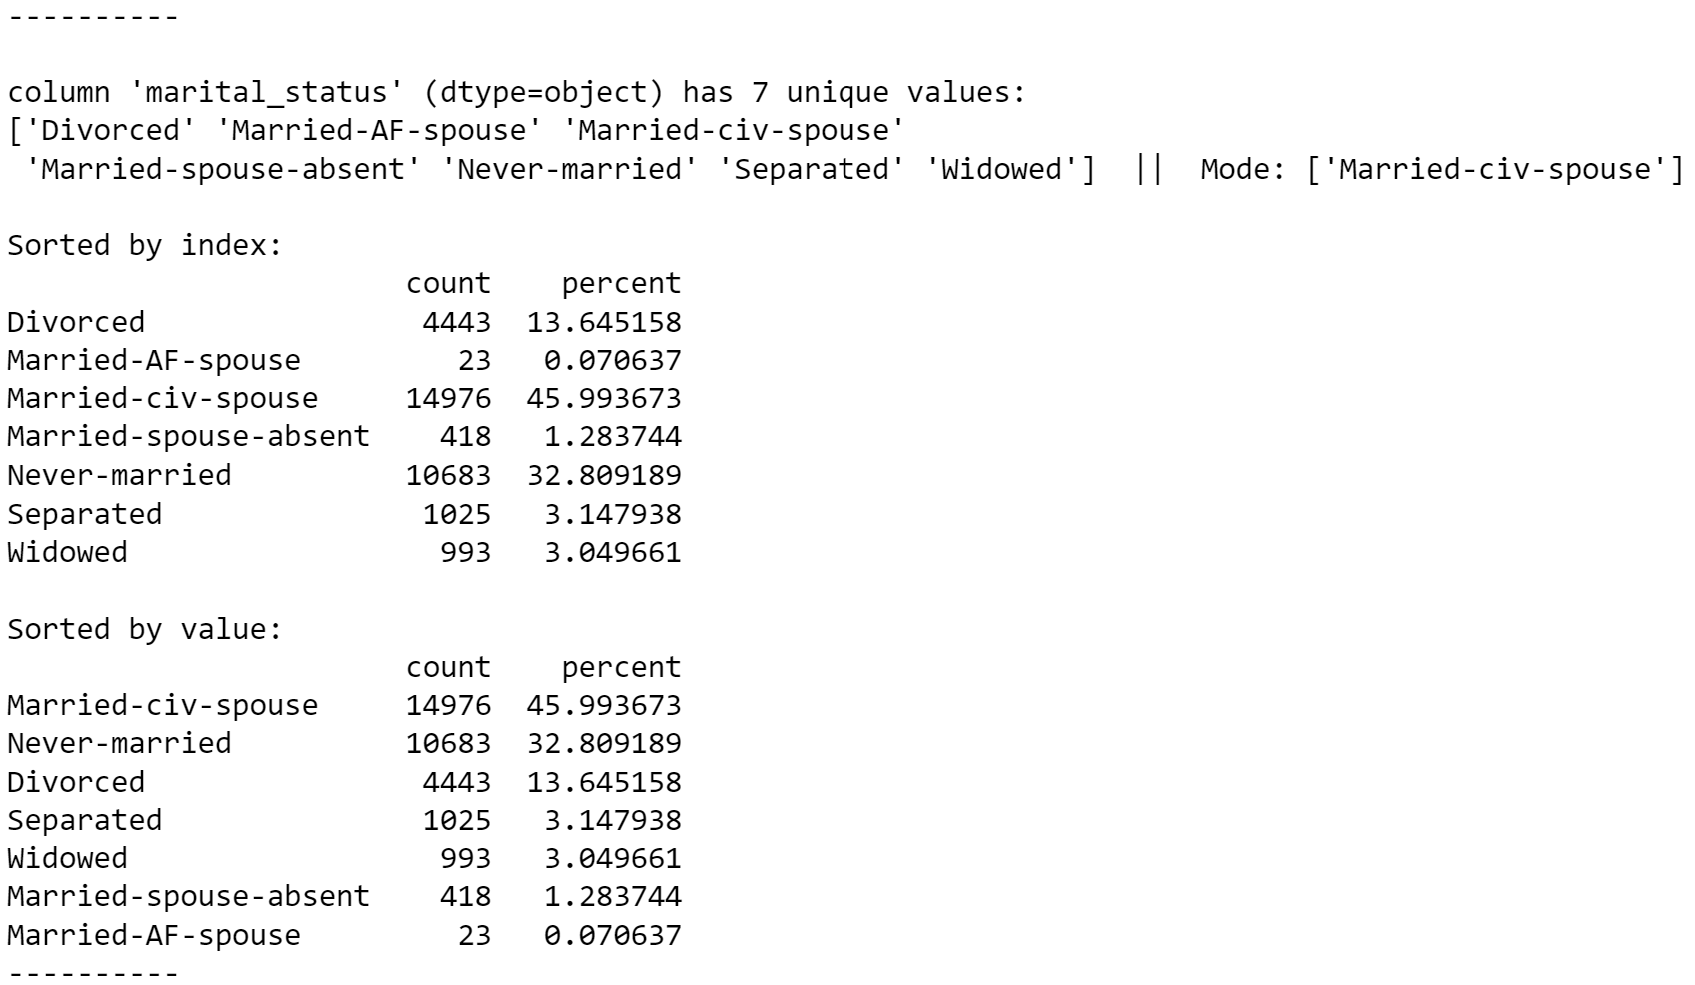 ----------
column 'marital_status' (dtype=object) has 7 unique values:
['Divorced' 'Married-AF-spouse' 'Married-civ-spouse'
 'Married-spouse-absent' 'Never-married' 'Separated' 'Widowed']  ||  Mode: ['Married-civ-spouse']
Sorted by index:
                       count    percent
Divorced                4443  13.645158
Married-AF-spouse         23   0.070637
Married-civ-spouse     14976  45.993673
Married-spouse-absent    418   1.283744
Never-married          10683  32.809189
Separated               1025   3.147938
Widowed                  993   3.049661
Sorted by value:
                       count    percent
Married-civ-spouse     14976  45.993673
Never-married          10683  32.809189
Divorced                4443  13.645158
Separated               1025   3.147938
Widowed                  993   3.049661
Married-spouse-absent    418   1.283744
Married-AF-spouse         23   0.070637
----------